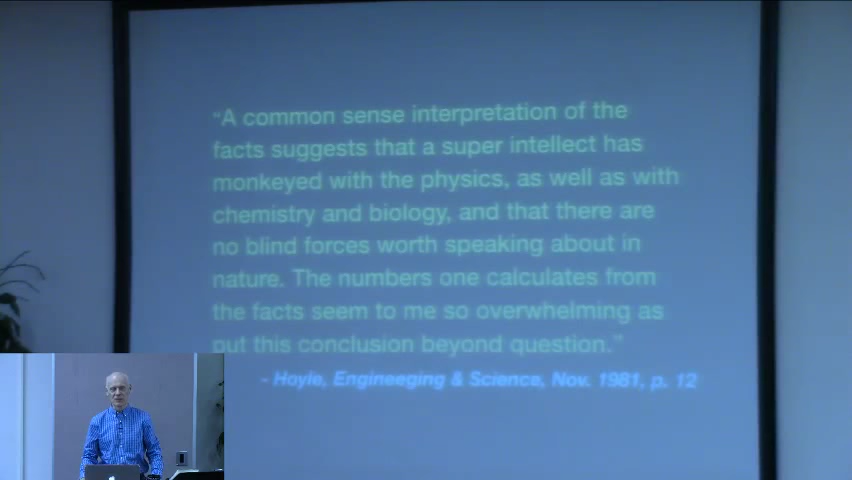 "A common sense interpretation of the
facts suggests that a super intellect has
monkeyed with the physics, as well as with
chemistry and biology, and that there are
no blind forces worth speaking about in
nature. The numbers one calculates from
the facts seem to me so overwhelming as
put this conclusion beyond question."
- Hoyle, Engineeging & Science, Nov. 1981, p. 12